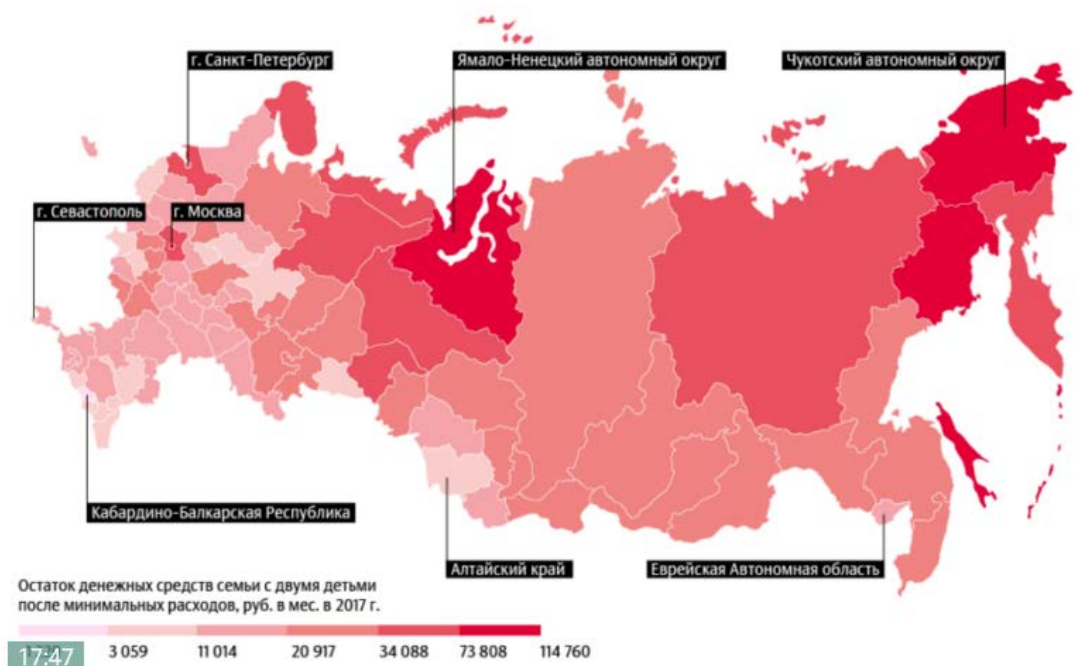 г. Санкт-Петербург
Ямало-Ненецкий автономный округ
Чукотский автономный округ
г. Севастополь
г. Москва
Кабардино-Балкарская Республика
Алтайский край
Еврейская Автономная область
Остаток денежных средств семьи с двумя детьми
после минимальных расходов, руб. в мес. в 2017 г.
17:47
3 059
11 014
20 917
34 088
73 808
114 760